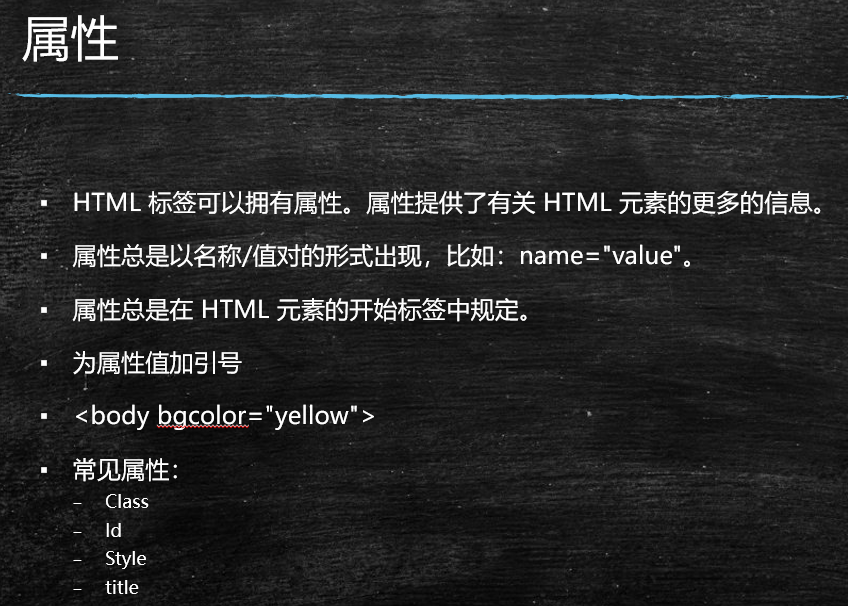 属性
▪ HTML 标签可以拥有属性。属性提供了有关 HTML 元素的更多的信息。
▪ 属性总是以名称/值对的形式出现，比如：name="value"。
▪ 属性总是在 HTML 元素的开始标签中规定。
▪ 为属性值加引号
▪ <body bgcolor="yellow">
▪ 常见属性：
– Class
– Id
– Style
– title